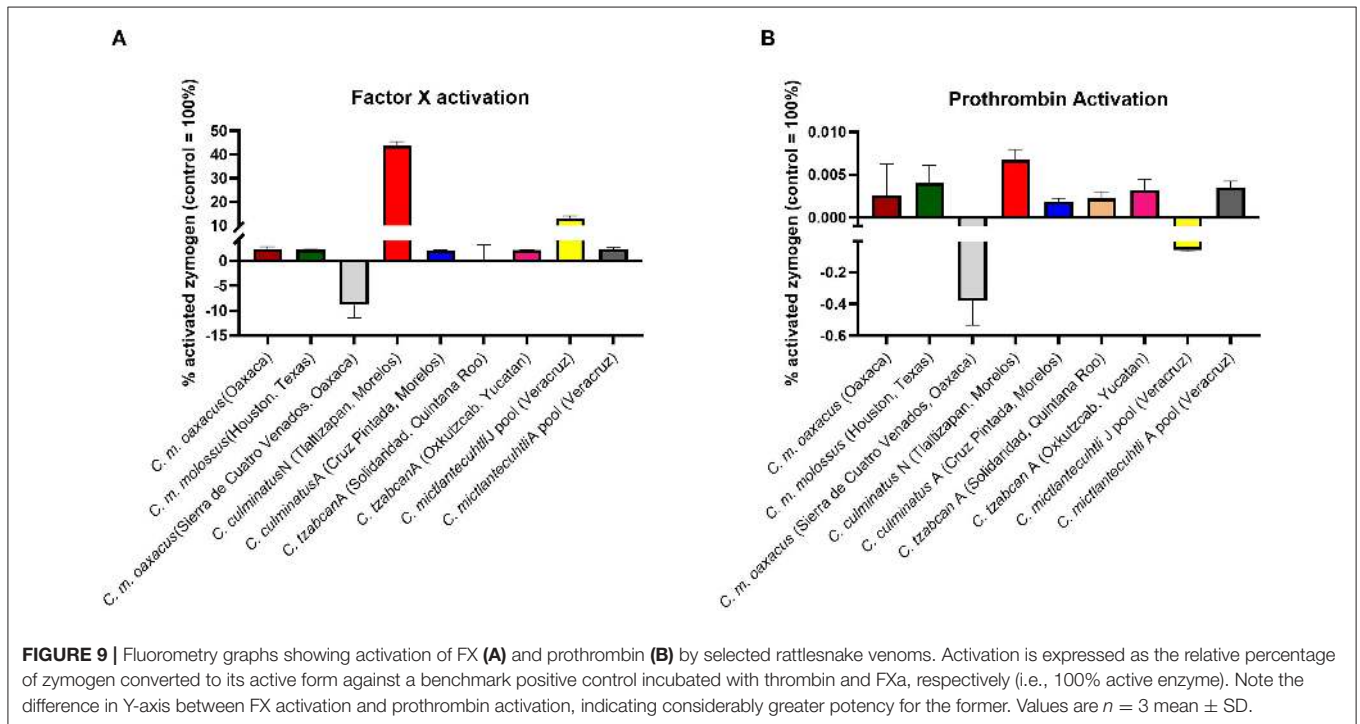 A
B
Factor X activation
Prothrombin Activation
% activated zymogen (control = 100%)
50
40
30
20
10
0
-5
-10
-15
C. m. oaxacus(Oaxaca)
C. m. molossus(Houston, Texas)
C. m. oaxacus(Sierra de Cuatro Venados, Oaxaca)
C. culminatusN (Tlaltizapan, Morelos)
C. culminatusA (Cruz Pintada, Morelos)
C. tzabcanA (Solidaridad, Quintana Roo)
C. tzabcanA (Oxkutzcab, Yucatan)
C. mictlantecuhtliJ pool (Veracruz)
C. mictlantecuhtliA pool (Veracruz)
% activated zymogen (control = 100%)
0.010
0.005
0.000
-0.2
-0.4
-0.6
C. m. oaxacus (Oaxaca)
C. m. molossus (Houston, Texas)
C. m. oaxacus (Sierra de Cuatro Venados, Oaxaca)
C. culminatus N (Tlaltizapan, Morelos)
C. culminatus A (Cruz Pintada, Morelos)
C. tzabcan A (Solidaridad, Quintana Roo)
C. tzabcan A (Oxkutzcab, Yucatan)
C. mictlantecuhtli J pool (Veracruz)
C. mictlantecuhtli A pool (Veracruz)
FIGURE 9 | Fluorometry graphs showing activation of FX (A) and prothrombin (B) by selected rattlesnake venoms. Activation is expressed as the relative percentage
of zymogen converted to its active form against a benchmark positive control incubated with thrombin and FXa, respectively (i.e., 100% active enzyme). Note the
difference in Y-axis between FX activation and prothrombin activation, indicating considerably greater potency for the former. Values are n = 3 mean ± SD.